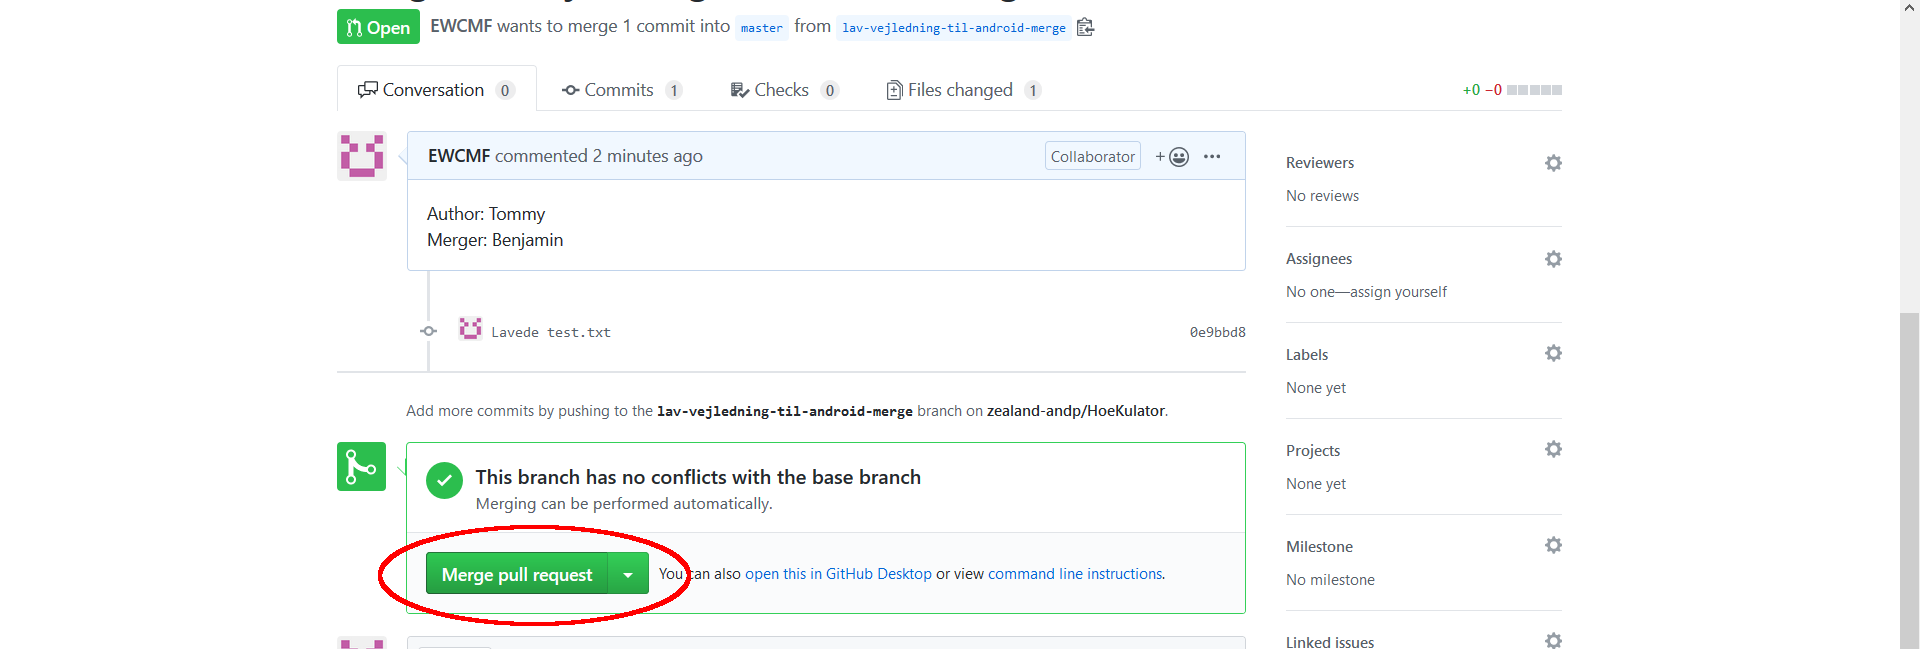 Open EWCMF wants to merge 1 commit into master from lav-vejledning-til-android-merge
Conversation 0 Commits 1 Checks 0 Files changed 1 +0 −0
EWCMF commented 2 minutes ago Collaborator
Author: Tommy
Merger: Benjamin
Lavede test.txt 0e9bbd8
Add more commits by pushing to the lav-vejledning-til-android-merge branch on zealand-andp/HoeKulator.
This branch has no conflicts with the base branch
Merging can be performed automatically.
Merge pull request You can also open this in GitHub Desktop or view command line instructions.
Reviewers
No reviews
Assignees
No one—assign yourself
Labels
None yet
Projects
None yet
Milestone
No milestone
Linked issues